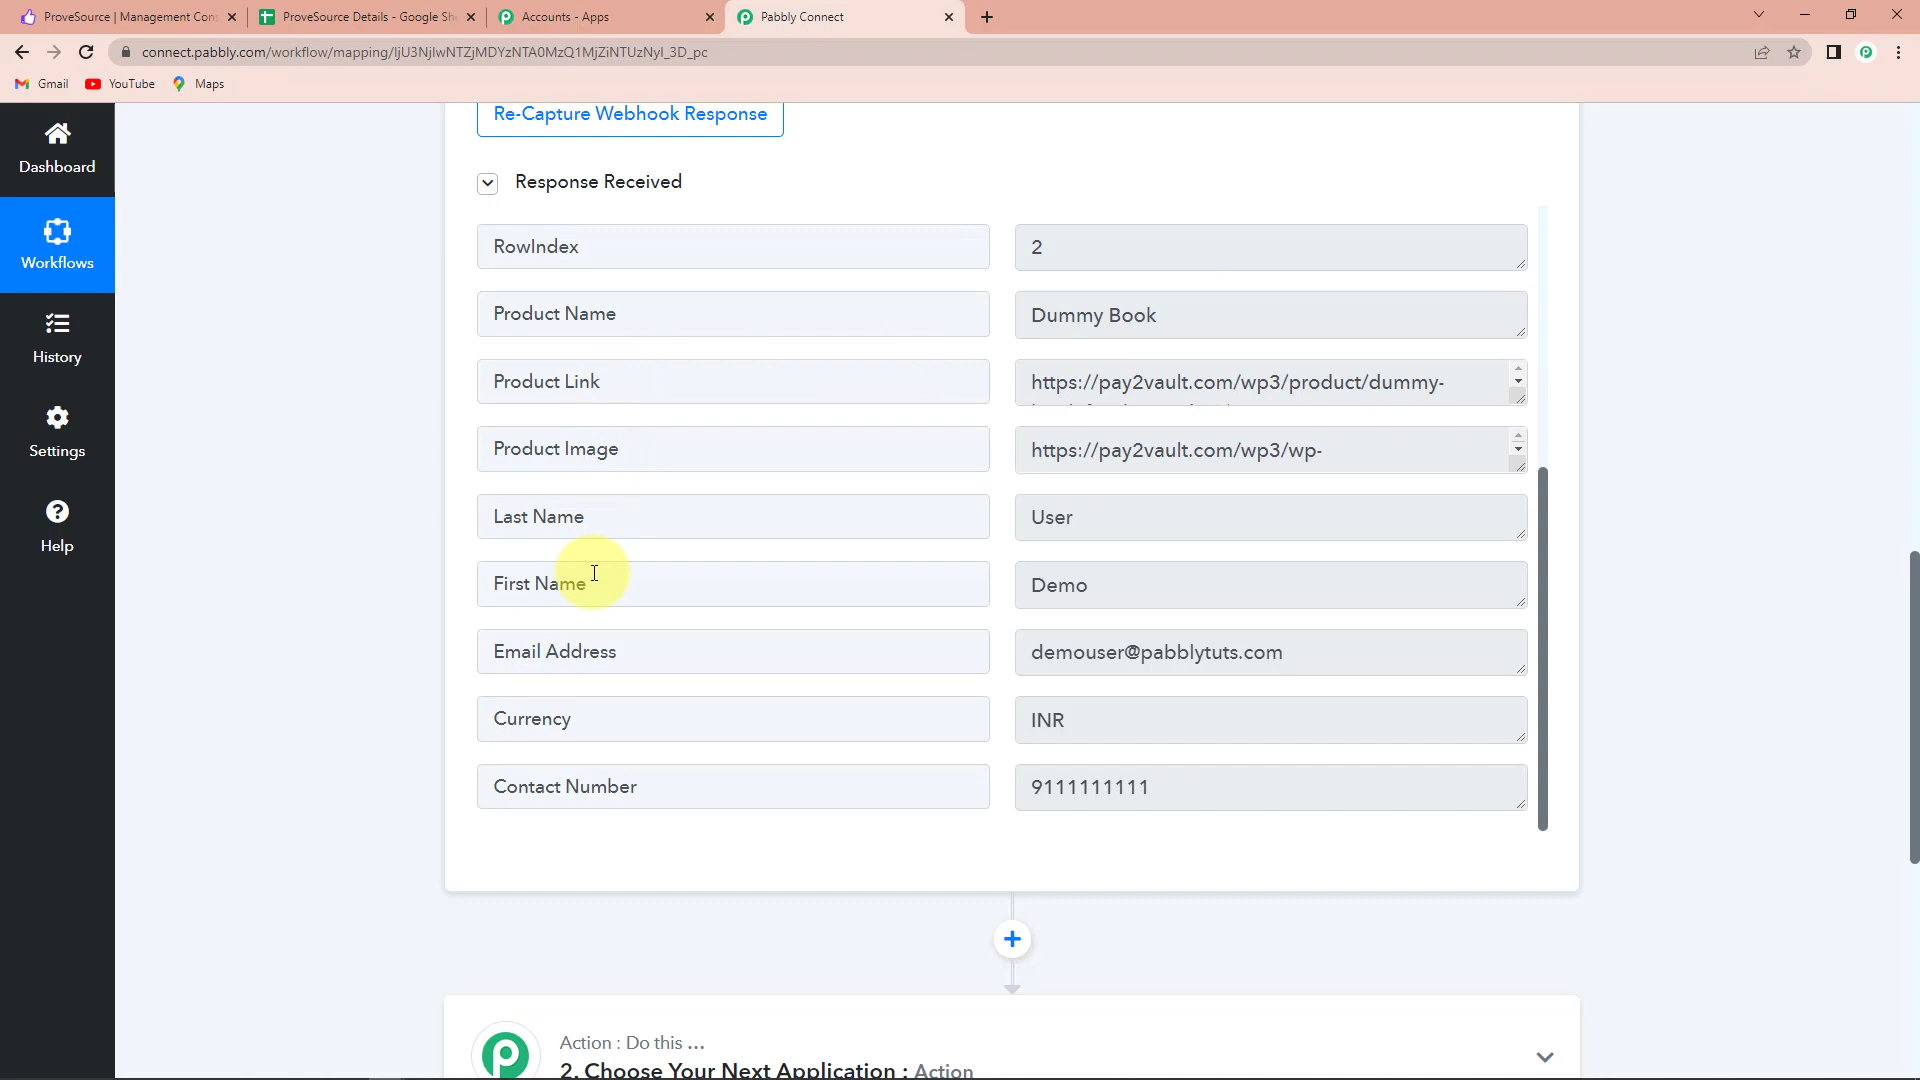 ProveSource | Management Con
ProveSource Details - Google She
Accounts - Apps
Pabbly Connect
connect.pabbly.com/workflow/mapping/IjU3NjIwNTZjMDYzNTA0MzQ1MjZiNTUzNyI_3D_pc
Gmail
YouTube
Maps
Dashboard
Workflows
History
Settings
Help
Re-Capture Webhook Response
Response Received
RowIndex
2
Product Name
Dummy Book
Product Link
https://pay2vault.com/wp3/product/dummy-
Product Image
https://pay2vault.com/wp3/wp-
Last Name
User
First Name
Demo
Email Address
demouser@pabblytuts.com
Currency
INR
Contact Number
9111111111
Action : Do this ...
2. Choose Your Next Application : Action